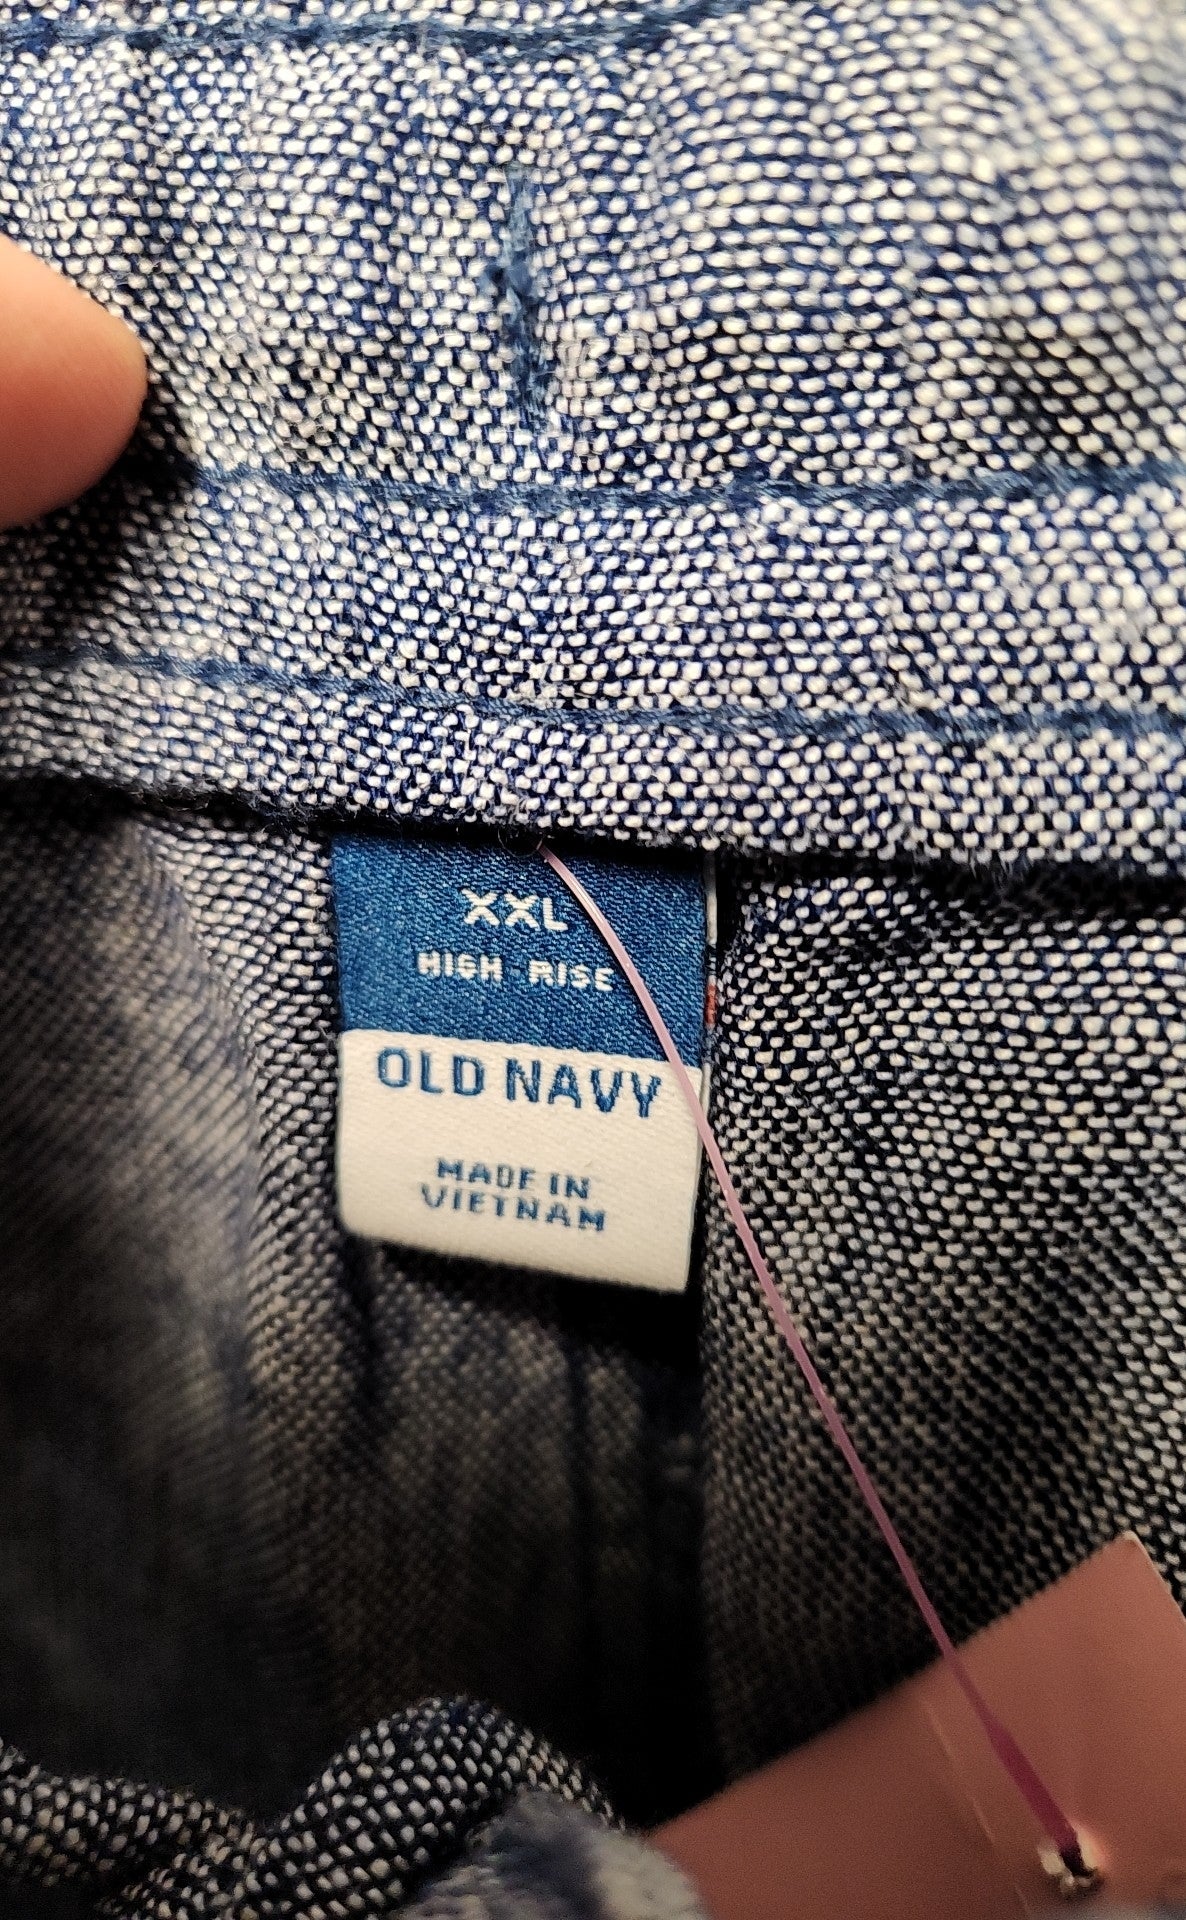 XXL
HIGH RISE
OLD NAVY
MADE IN
VIETNAM